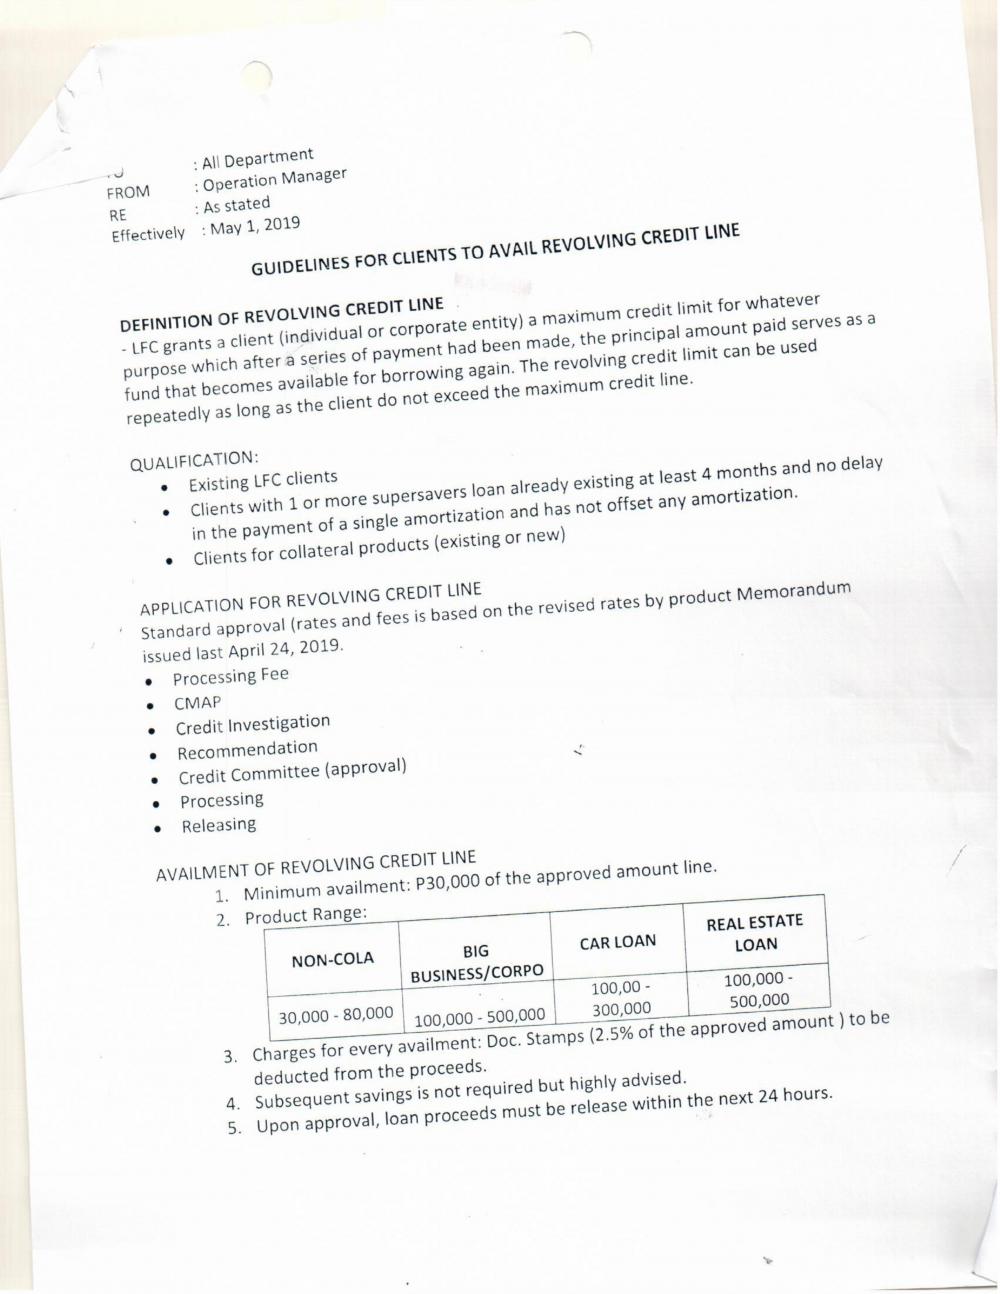 : All Department
FROM : Operation Manager
RE : As stated
Effectively : May 1, 2019
GUIDELINES FOR CLIENTS TO AVAIL REVOLVING CREDIT LINE
DEFINITION OF REVOLVING CREDIT LINE
- LFC grants a client (individual or corporate entity) a maximum credit limit for whatever
purpose which after a series of payment had been made, the principal amount paid serves as a
fund that becomes available for borrowing again. The revolving credit limit can be used
repeatedly as long as the client do not exceed the maximum credit line.
QUALIFICATION:
• Existing LFC clients
• Clients with 1 or more supersavers loan already existing at least 4 months and no delay
in the payment of a single amortization and has not offset any amortization.
• Clients for collateral products (existing or new)
APPLICATION FOR REVOLVING CREDIT LINE
Standard approval (rates and fees is based on the revised rates by product Memorandum
issued last April 24, 2019.
• Processing Fee
• CMAP
• Credit Investigation
• Recommendation
• Credit Committee (approval)
• Processing
• Releasing
AVAILMENT OF REVOLVING CREDIT LINE
1. Minimum availment: P30,000 of the approved amount line.
2. Product Range:
NON-COLA
BIG
BUSINESS/CORPO
CAR LOAN
REAL ESTATE
LOAN
30,000 - 80,000
100,000 - 500,000
100,00 -
300,000
100,000 -
500,000
3. Charges for every availment: Doc. Stamps (2.5% of the approved amount ) to be
deducted from the proceeds.
4. Subsequent savings is not required but highly advised.
5. Upon approval, loan proceeds must be release within the next 24 hours.